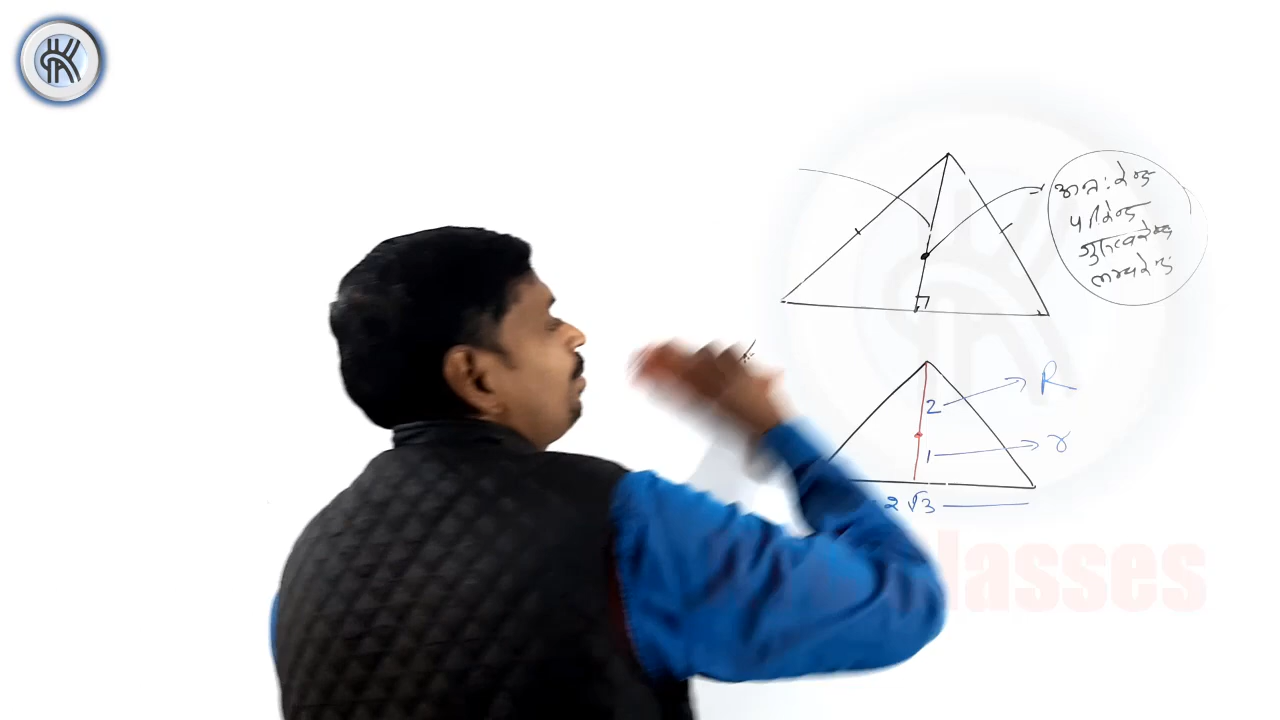 अन्तःकेन्द्र
परिकेन्द्र
गुरुत्वकेन्द्र
लम्बकेन्द्र
2 R
1 r
2√3
lasses
K